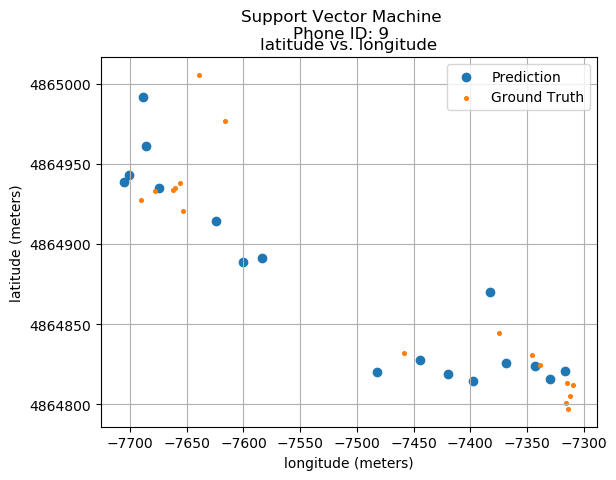 Support Vector Machine
Phone ID: 9
latitude vs. longitude
Prediction
Ground Truth
4865000
4864950
4864900
4864850
4864800
latitude (meters)
−7700 −7650 −7600 −7550 −7500 −7450 −7400 −7350 −7300
longitude (meters)